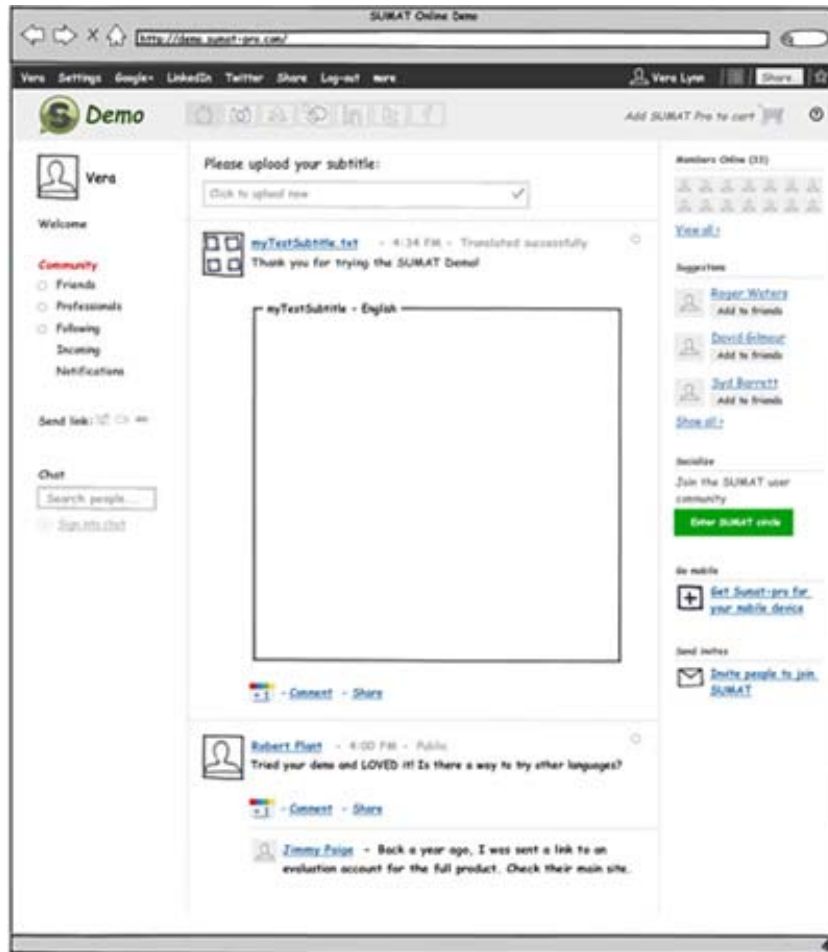 SUMAT Online Demo
http://demo.sumat-pro.com/
Vera Settings Google+ LinkedIn Twitter Share Log-out more
Vera Lynn
Share
S Demo
Add SUMAT Pro to cart
?
Vera
Welcome
Community
Friends
Professionals
Following
Incoming
Notifications
Send link:
Chat
Search people...
Sign into chat
Please upload your subtitle:
Click to upload now
myTestSubtitle.txt - 4:34 PM - Translated successfully
Thank you for trying the SUMAT Demo!
myTestSubtitle - English
+1 - Comment - Share
Robert Plant - 4:00 PM - Public
Tried your demo and LOVED it! Is there a way to try other languages?
+1 - Comment - Share
Jimmy Paige - Back a year ago, I was sent a link to an
evaluation account for the full product. Check their main site.
Members Online (33)
View all >
Suggestions
Roger Waters
Add to friends
David Gilmour
Add to friends
Syd Barrett
Add to friends
Show all >
Socialize
Join the SUMAT user
community
Enter SUMAT circle
Go mobile
Get Sumat-pro for
your mobile device
Send invites
Invite people to join
SUMAT